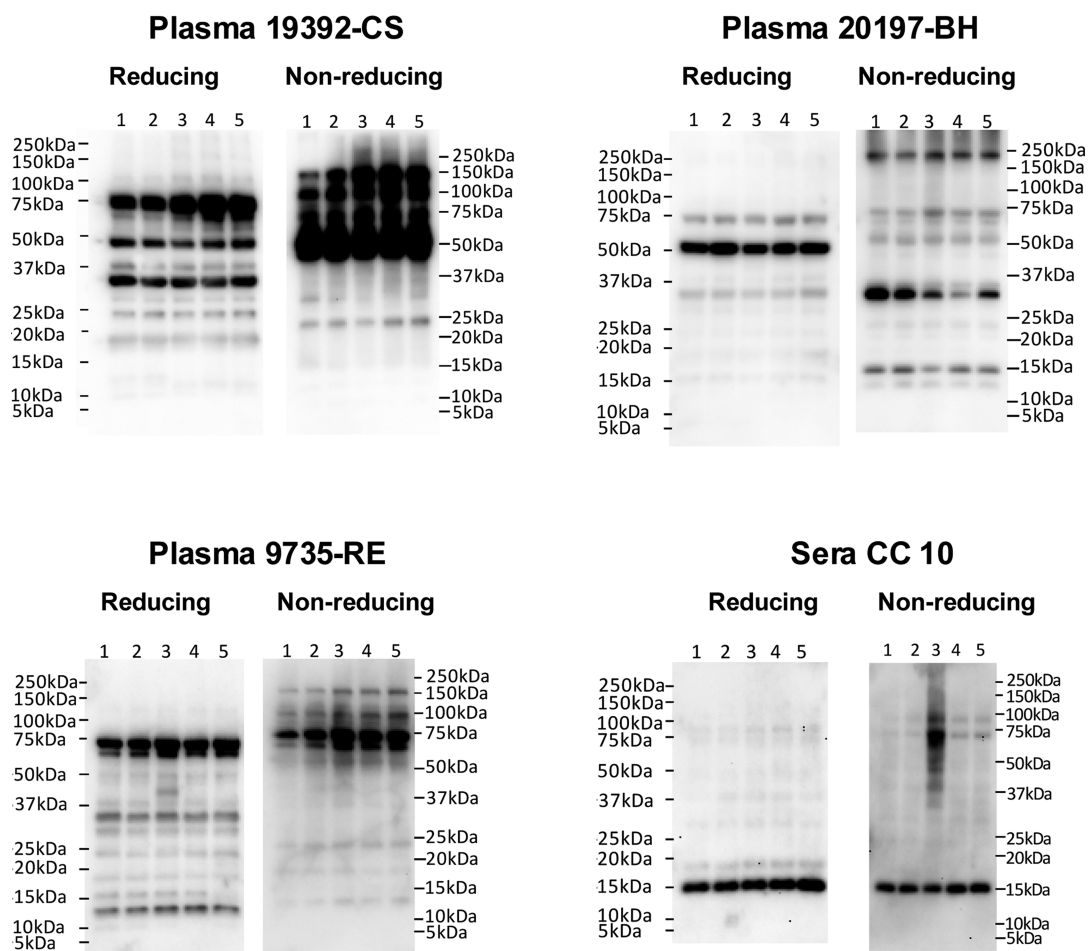 Plasma 19392-CS
Reducing Non-reducing
1 2 3 4 5 1 2 3 4 5
250kDa
150kDa
100kDa
75kDa
50kDa
37kDa
25kDa
20kDa
15kDa
10kDa
5kDa
250kDa
150kDa
100kDa
75kDa
50kDa
37kDa
25kDa
20kDa
15kDa
10kDa
5kDa
Plasma 20197-BH
Reducing Non-reducing
1 2 3 4 5 1 2 3 4 5
250kDa
150kDa
100kDa
75kDa
50kDa
37kDa
25kDa
20kDa
15kDa
10kDa
5kDa
250kDa
150kDa
100kDa
75kDa
50kDa
37kDa
25kDa
20kDa
15kDa
10kDa
5kDa
Plasma 9735-RE
Reducing Non-reducing
1 2 3 4 5 1 2 3 4 5
250kDa
150kDa
100kDa
75kDa
50kDa
37kDa
25kDa
20kDa
15kDa
10kDa
5kDa
250kDa
150kDa
100kDa
75kDa
50kDa
37kDa
25kDa
20kDa
15kDa
10kDa
5kDa
Sera CC 10
Reducing Non-reducing
1 2 3 4 5 1 2 3 4 5
250kDa
150kDa
100kDa
75kDa
50kDa
37kDa
25kDa
20kDa
15kDa
10kDa
5kDa
250kDa
150kDa
100kDa
75kDa
50kDa
37kDa
25kDa
20kDa
15kDa
10kDa
5kDa